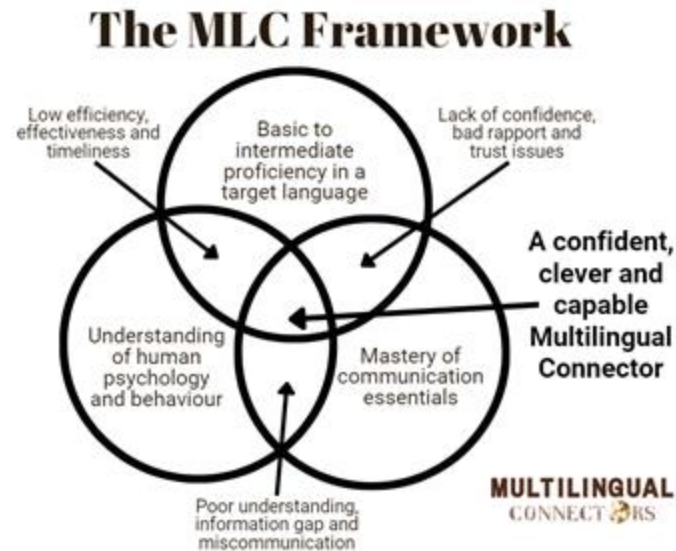 The MLC Framework
Low efficiency,
effectiveness and
timeliness
Basic to
intermediate
proficiency in a
target language
Lack of confidence,
bad rapport and
trust issues
A confident,
clever and
capable
Multilingual
Connector
Understanding
of human
psychology
and behaviour
Mastery of
communication
essentials
Poor understanding,
information gap and
miscommunication
MULTILINGUAL
CONNECTORS